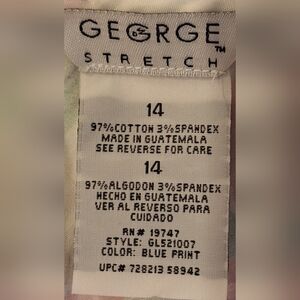 GEORGE™
STRETCH
14
97%COTTON 3%SPANDEX
MADE IN GUATEMALA
SEE REVERSE FOR CARE
14
97%ALGODON 3%SPANDEX
HECHO EN GUATEMALA
VER AL REVERSO PARA
CUIDADO
RN# 19747
STYLE: GL521007
COLOR: BLUE PRINT
UPC# 728213 58942